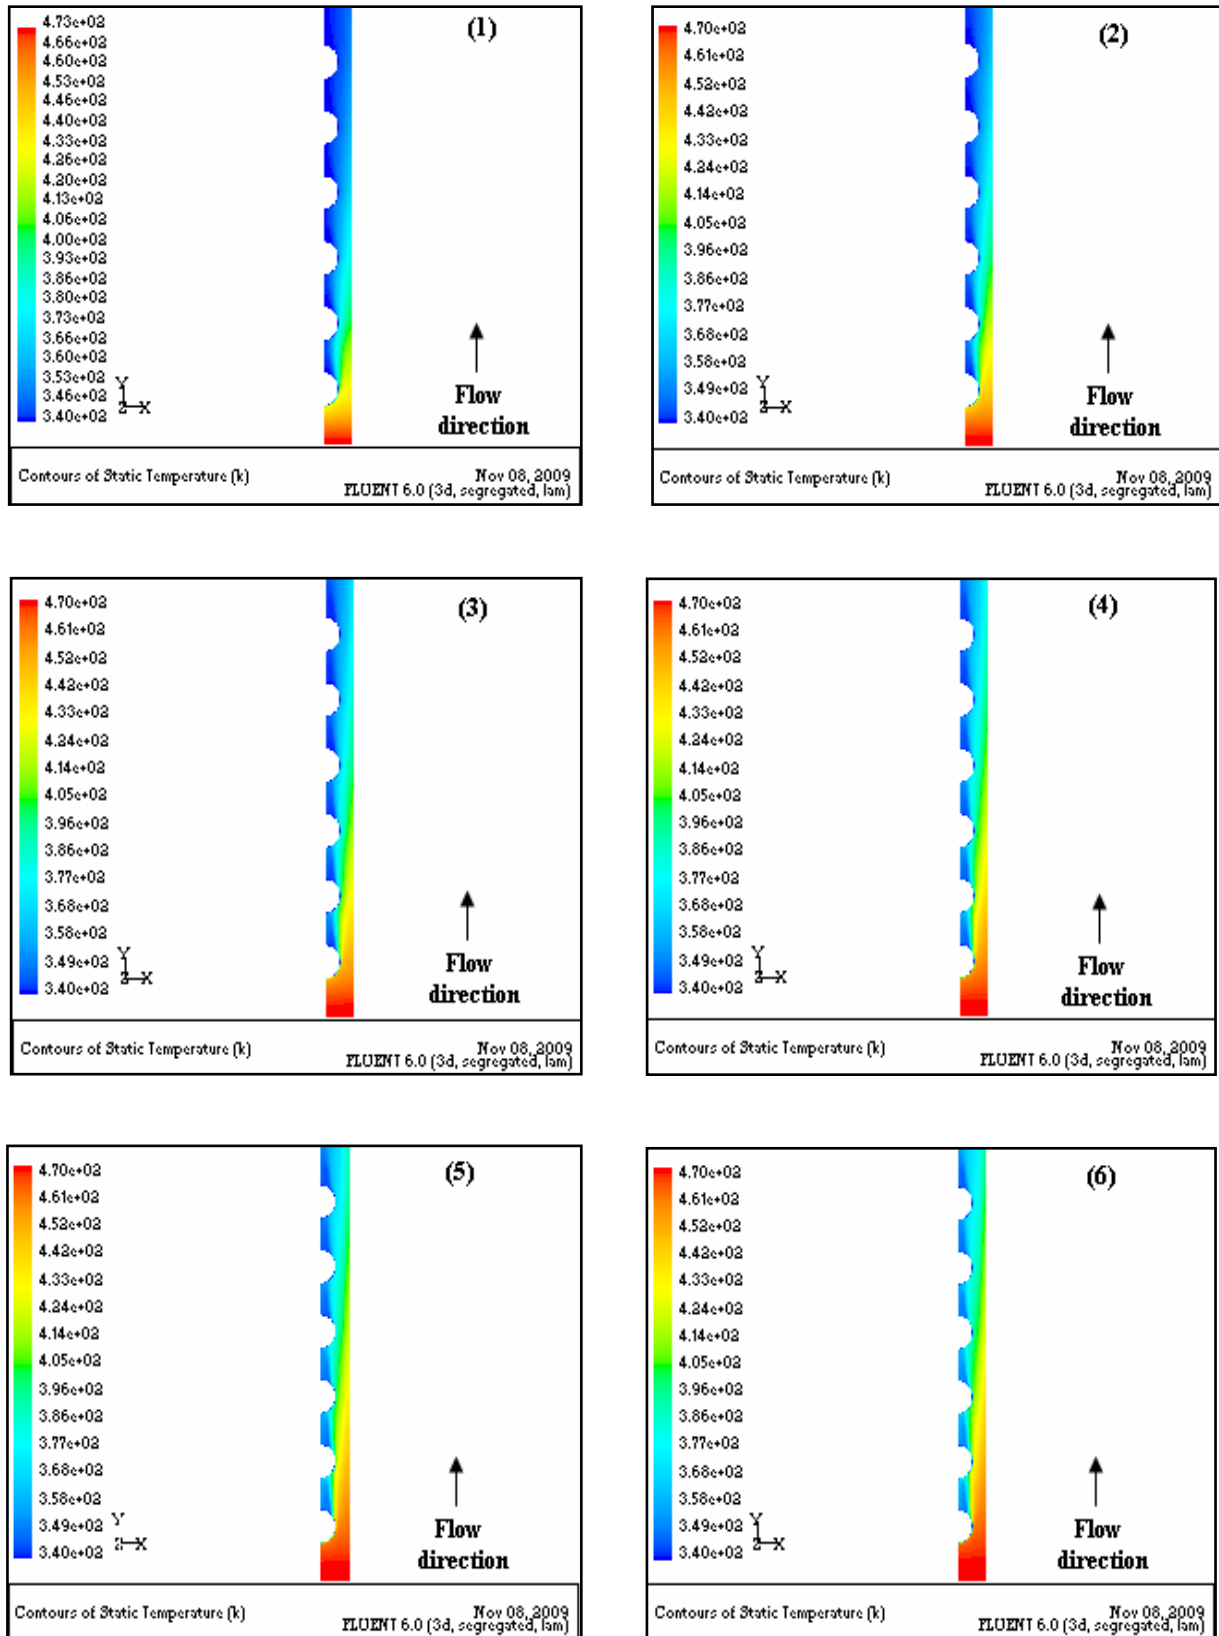 (1)
4.73e+02
4.66e+02
4.60e+02
4.53e+02
4.46e+02
4.40e+02
4.33e+02
4.26e+02
4.20e+02
4.13e+02
4.06e+02
4.00e+02
3.93e+02
3.86e+02
3.80e+02
3.73e+02
3.66e+02
3.60e+02
3.53e+02
3.46e+02
3.40e+02
Y
Z X
Flow
direction
Contours of Static Temperature (k)
Nov 08, 2009
FLUENT 6.0 (3d, segregated, lam)
(2)
4.70e+02
4.61e+02
4.52e+02
4.42e+02
4.33e+02
4.24e+02
4.14e+02
4.05e+02
3.96e+02
3.86e+02
3.77e+02
3.68e+02
3.58e+02
3.49e+02
3.40e+02
Y
Z X
Flow
direction
Contours of Static Temperature (k)
Nov 08, 2009
FLUENT 6.0 (3d, segregated, lam)
(3)
4.70e+02
4.61e+02
4.52e+02
4.42e+02
4.33e+02
4.24e+02
4.14e+02
4.05e+02
3.96e+02
3.86e+02
3.77e+02
3.68e+02
3.58e+02
3.49e+02
3.40e+02
Y
Z X
Flow
direction
Contours of Static Temperature (k)
Nov 08, 2009
FLUENT 6.0 (3d, segregated, lam)
(4)
4.70e+02
4.61e+02
4.52e+02
4.42e+02
4.33e+02
4.24e+02
4.14e+02
4.05e+02
3.96e+02
3.86e+02
3.77e+02
3.68e+02
3.58e+02
3.49e+02
3.40e+02
Y
Z X
Flow
direction
Contours of Static Temperature (k)
Nov 08, 2009
FLUENT 6.0 (3d, segregated, lam)
(5)
4.70e+02
4.61e+02
4.52e+02
4.42e+02
4.33e+02
4.24e+02
4.14e+02
4.05e+02
3.96e+02
3.86e+02
3.77e+02
3.68e+02
3.58e+02
3.49e+02
3.40e+02
Y
Z X
Flow
direction
Contours of Static Temperature (k)
Nov 08, 2009
FLUENT 6.0 (3d, segregated, lam)
(6)
4.70e+02
4.61e+02
4.52e+02
4.42e+02
4.33e+02
4.24e+02
4.14e+02
4.05e+02
3.96e+02
3.86e+02
3.77e+02
3.68e+02
3.58e+02
3.49e+02
3.40e+02
Y
Z X
Flow
direction
Contours of Static Temperature (k)
Nov 08, 2009
FLUENT 6.0 (3d, segregated, lam)